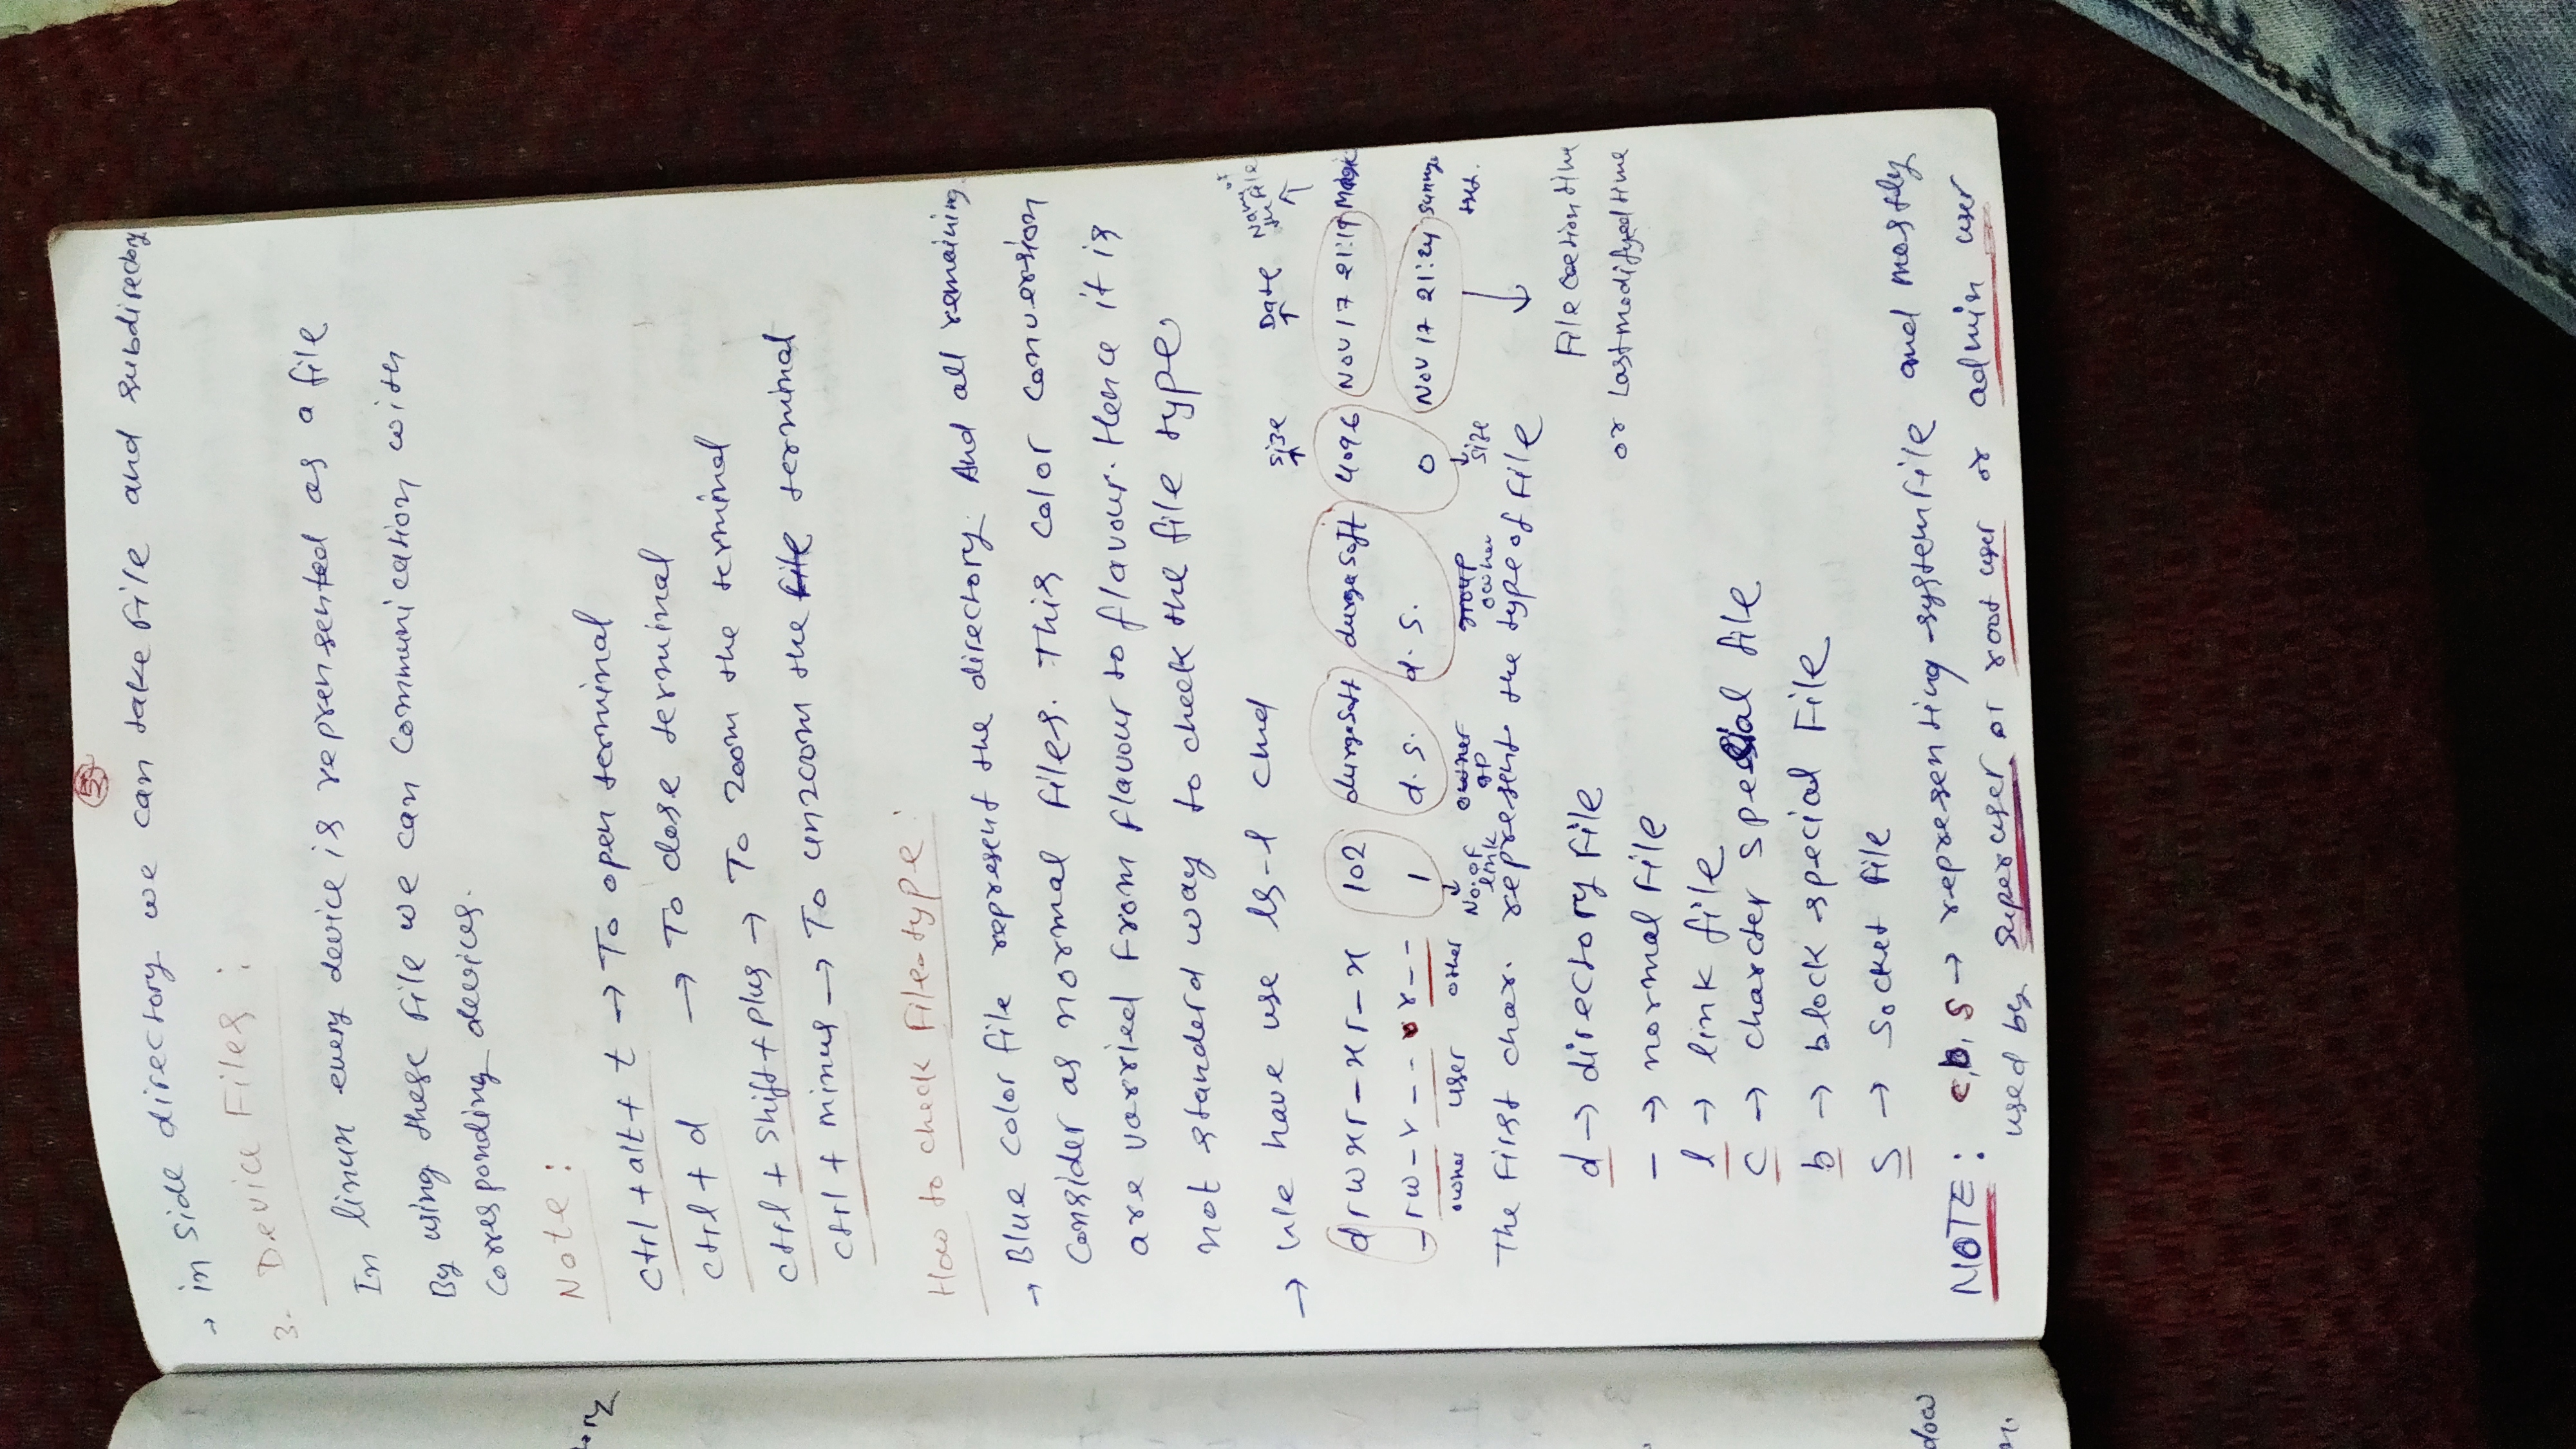 5
→ in side directory we can take File and subdirectory
3. Device Files :
In linux every device is reprensented as a file
By using these File we can Communication with
Corresponding devices.
Note :
Ctrl + alt + t → To open terminal
Ctrl + d → To close terminal
Ctrl + Shift + plus → To zoom the terminal
Ctrl + minus → To unzoom the file terminal
How to check File-type :
→ Blue Color file represent the directory. And all remaining
Consider as normal Files. This Color Conversion
are varried From flavour to flavour. Hence it is
not standerd way to check the file type
→ We have use ls-l cmd
size Date Name of
the File
drwxr-xr-x 102 durgasoft durgasoft 4096 Nov 17 21:19
-rw-r--r-- 1 d.s. d.s. 0 Nov 17 21:24
owner user other No. of owner group size
link gp owner
The First char. represent the type of File
d → directory File
File time
- → normal File
or Last modifyed time
l → link file
c → charcter special file
b → block special File
S → Socket File
NOTE : c,b, s → representing system File and mostly
used by super user or root user or admin user
ory
dow
n.